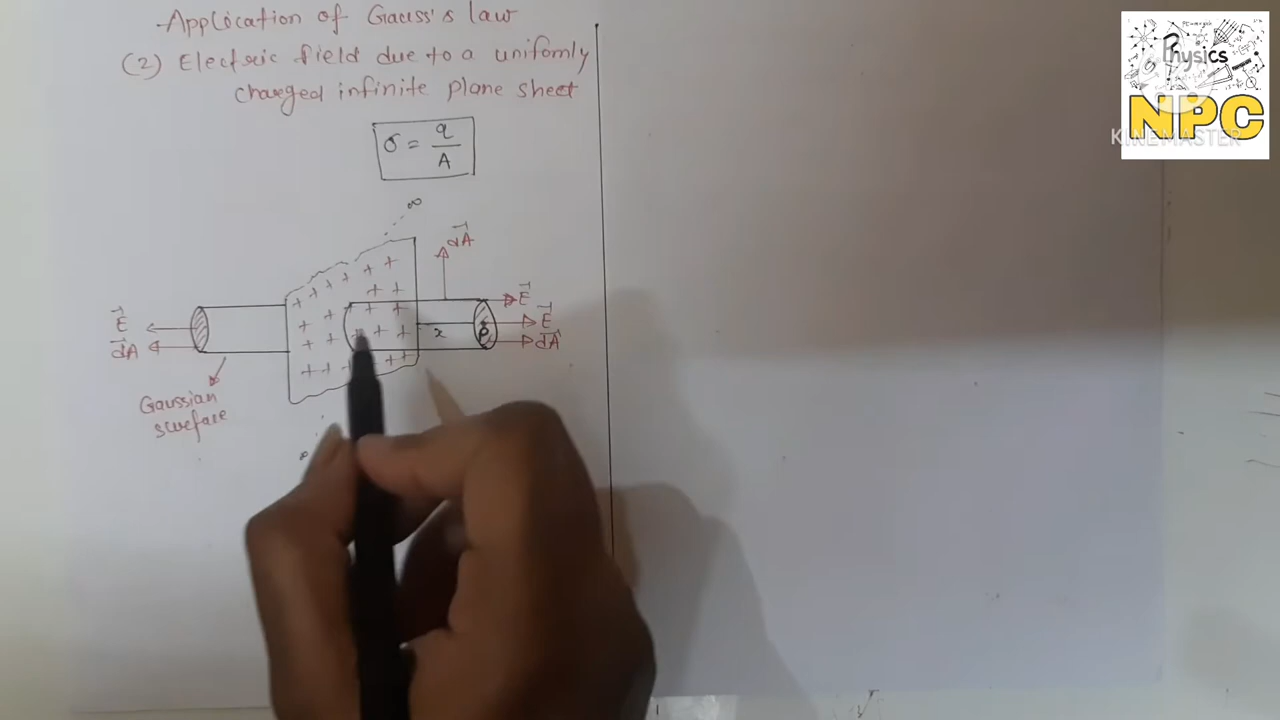 Application of Gauss's law
(2) Electric field due to a uniformly
charged infinite plane sheet
σ = q/A
∞
dA
E
E
dA
E
dA
x
P
Gaussian
surface
∞
Physics
NPC
KINEMASTER